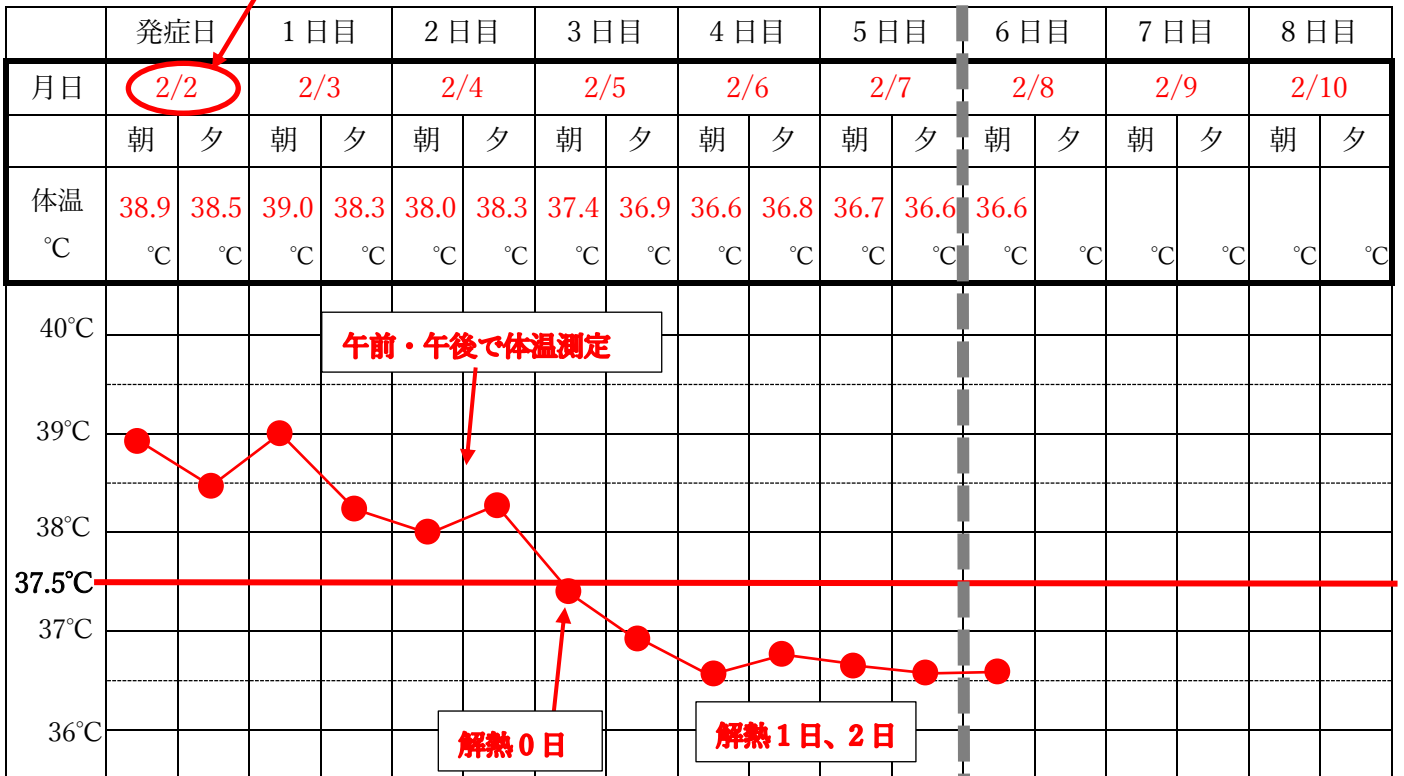 発症日 1日目 2日目 3日目 4日目 5日目 6日目 7日目 8日目
月日 2/2 2/3 2/4 2/5 2/6 2/7 2/8 2/9 2/10
朝 夕 朝 夕 朝 夕 朝 夕 朝 夕 朝 夕 朝 夕 朝 夕 朝 夕
体温 38.9 38.5 39.0 38.3 38.0 38.3 37.4 36.9 36.6 36.8 36.7 36.6 36.6
℃ ℃ ℃ ℃ ℃ ℃ ℃ ℃ ℃ ℃ ℃ ℃ ℃ ℃ ℃ ℃ ℃ ℃ ℃
40℃
午前・午後で体温測定
39℃
38℃
37.5℃
37℃
36℃
解熱0日
解熱1日、2日